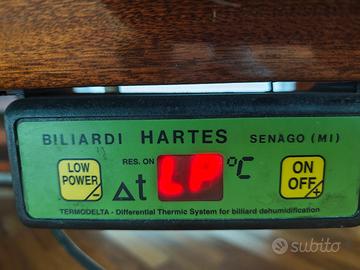 BILIARDI HARTES SENAGO (MI)
LOW POWER -
RES. ON
Δt LP °C
ON OFF +
TERMODELTA - Differential Thermic System for billiard dehumidification
subito